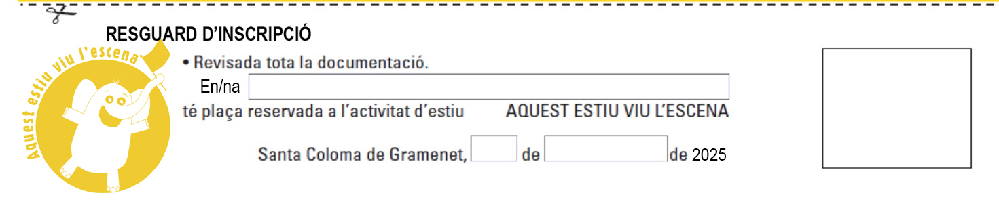 RESGUARD D'INSCRIPCIÓ
Aquest estiu viu l'escena
• Revisada tota la documentació.
En/na
té plaça reservada a l'activitat d'estiu AQUEST ESTIU VIU L'ESCENA
Santa Coloma de Gramenet, de de 2025